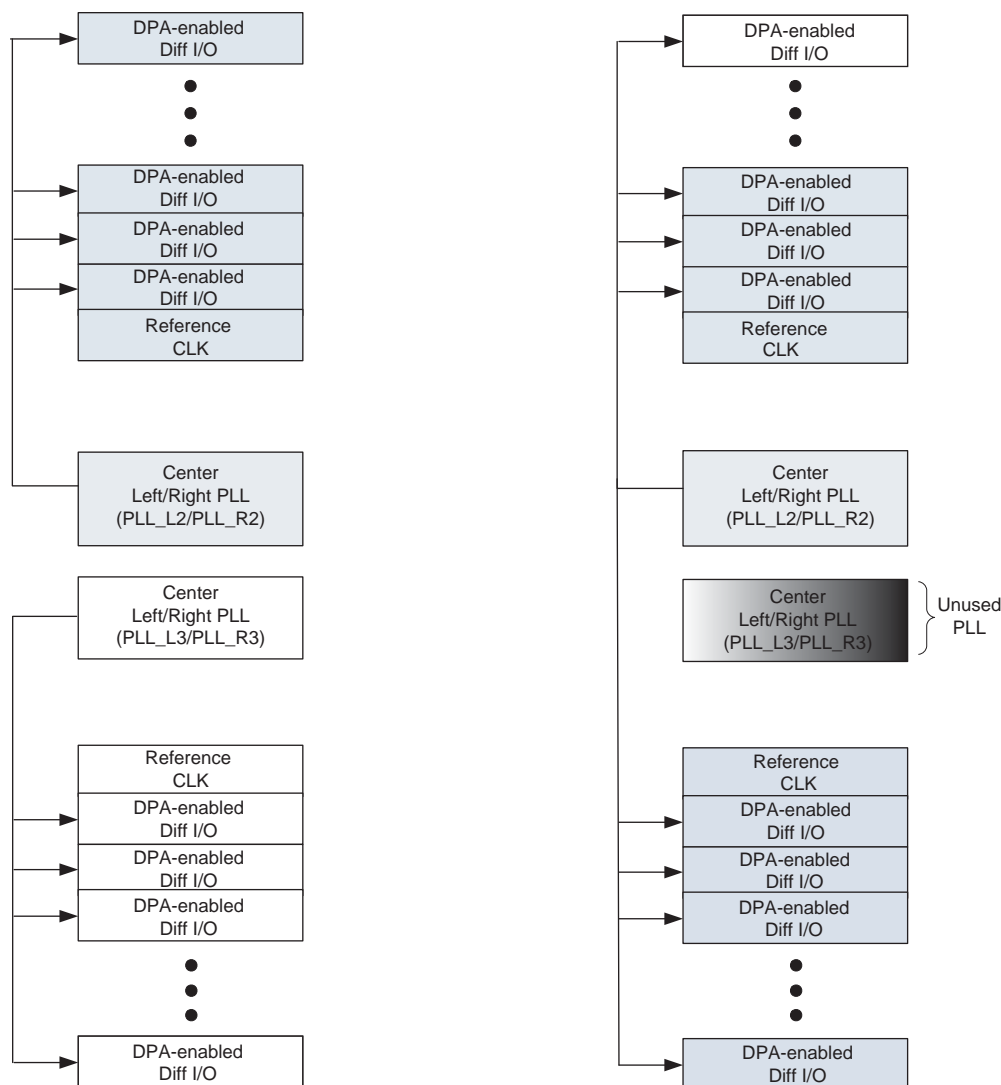 DPA-enabled
Diff I/O
DPA-enabled
Diff I/O
DPA-enabled
Diff I/O
DPA-enabled
Diff I/O
Reference
CLK
Center
Left/Right PLL
(PLL_L2/PLL_R2)
Center
Left/Right PLL
(PLL_L3/PLL_R3)
Reference
CLK
DPA-enabled
Diff I/O
DPA-enabled
Diff I/O
DPA-enabled
Diff I/O
DPA-enabled
Diff I/O
DPA-enabled
Diff I/O
DPA-enabled
Diff I/O
DPA-enabled
Diff I/O
DPA-enabled
Diff I/O
Reference
CLK
Center
Left/Right PLL
(PLL_L2/PLL_R2)
Center
Left/Right PLL
(PLL_L3/PLL_R3)
Unused
PLL
Reference
CLK
DPA-enabled
Diff I/O
DPA-enabled
Diff I/O
DPA-enabled
Diff I/O
DPA-enabled
Diff I/O